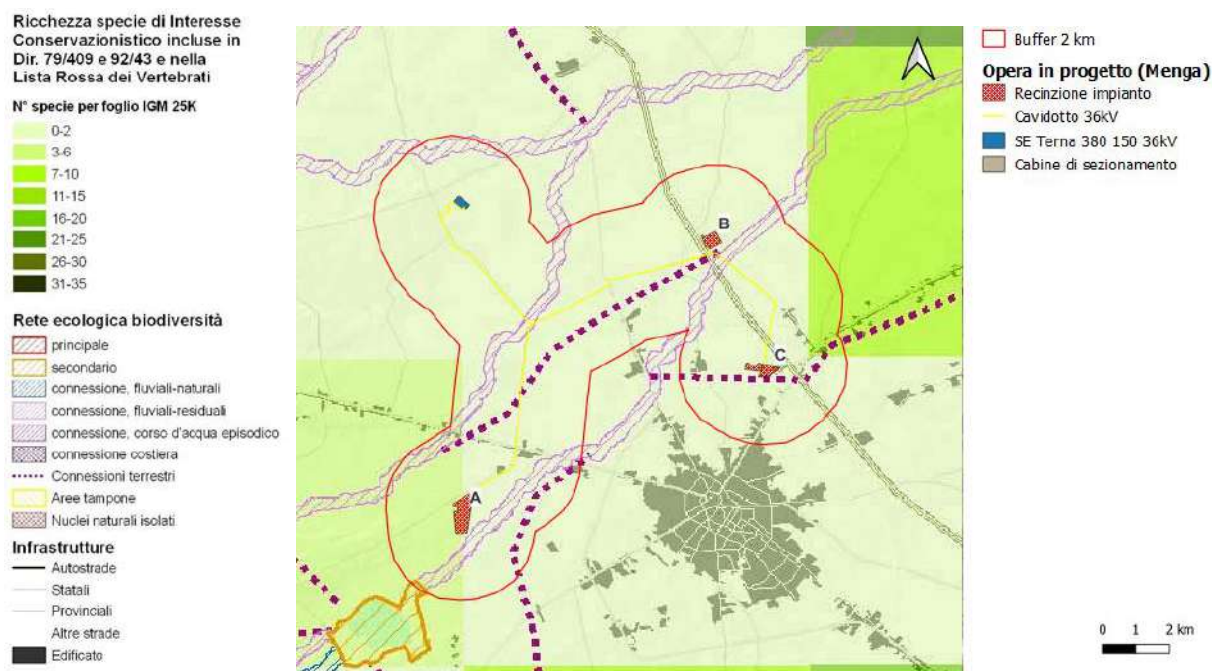 Ricchezza specie di Interesse
Conservazionistico incluse in
Dir. 79/409 e 92/43 e nella
Lista Rossa dei Vertebrati
N° specie per foglio IGM 25K
0-2
3-6
7-10
11-15
16-20
21-25
26-30
31-35
Rete ecologica biodiversità
principale
secondario
connessione, fluviali-naturali
connessione, fluviali-residuali
connessione, corso d'acqua episodico
connessione costiera
Connessioni terrestri
Aree tampone
Nuclei naturali isolati
Infrastrutture
Autostrade
Statali
Provinciali
Altre strade
Edificato
B
C
A
Buffer 2 km
Opera in progetto (Menga)
Recinzione impianto
Cavidotto 36kV
SE Terna 380 150 36kV
Cabine di sezionamento
0 1 2 km